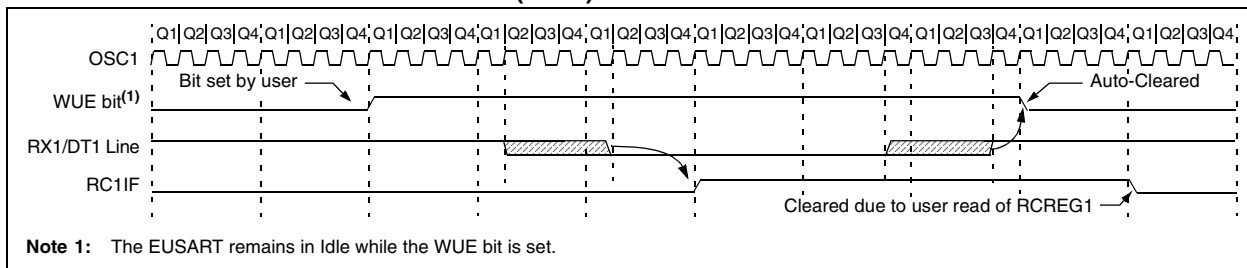 Q1 Q2 Q3 Q4 Q1 Q2 Q3 Q4 Q1 Q2 Q3 Q4 Q1 Q2 Q3 Q4 Q1 Q2 Q3 Q4 Q1 Q2 Q3 Q4 Q1 Q2 Q3 Q4 Q1 Q2 Q3 Q4 Q1 Q2 Q3 Q4 Q1 Q2 Q3 Q4
OSC1
Bit set by user
Auto-Cleared
WUE bit(1)
RX1/DT1 Line
RC1IF
Cleared due to user read of RCREG1
Note 1: The EUSART remains in Idle while the WUE bit is set.